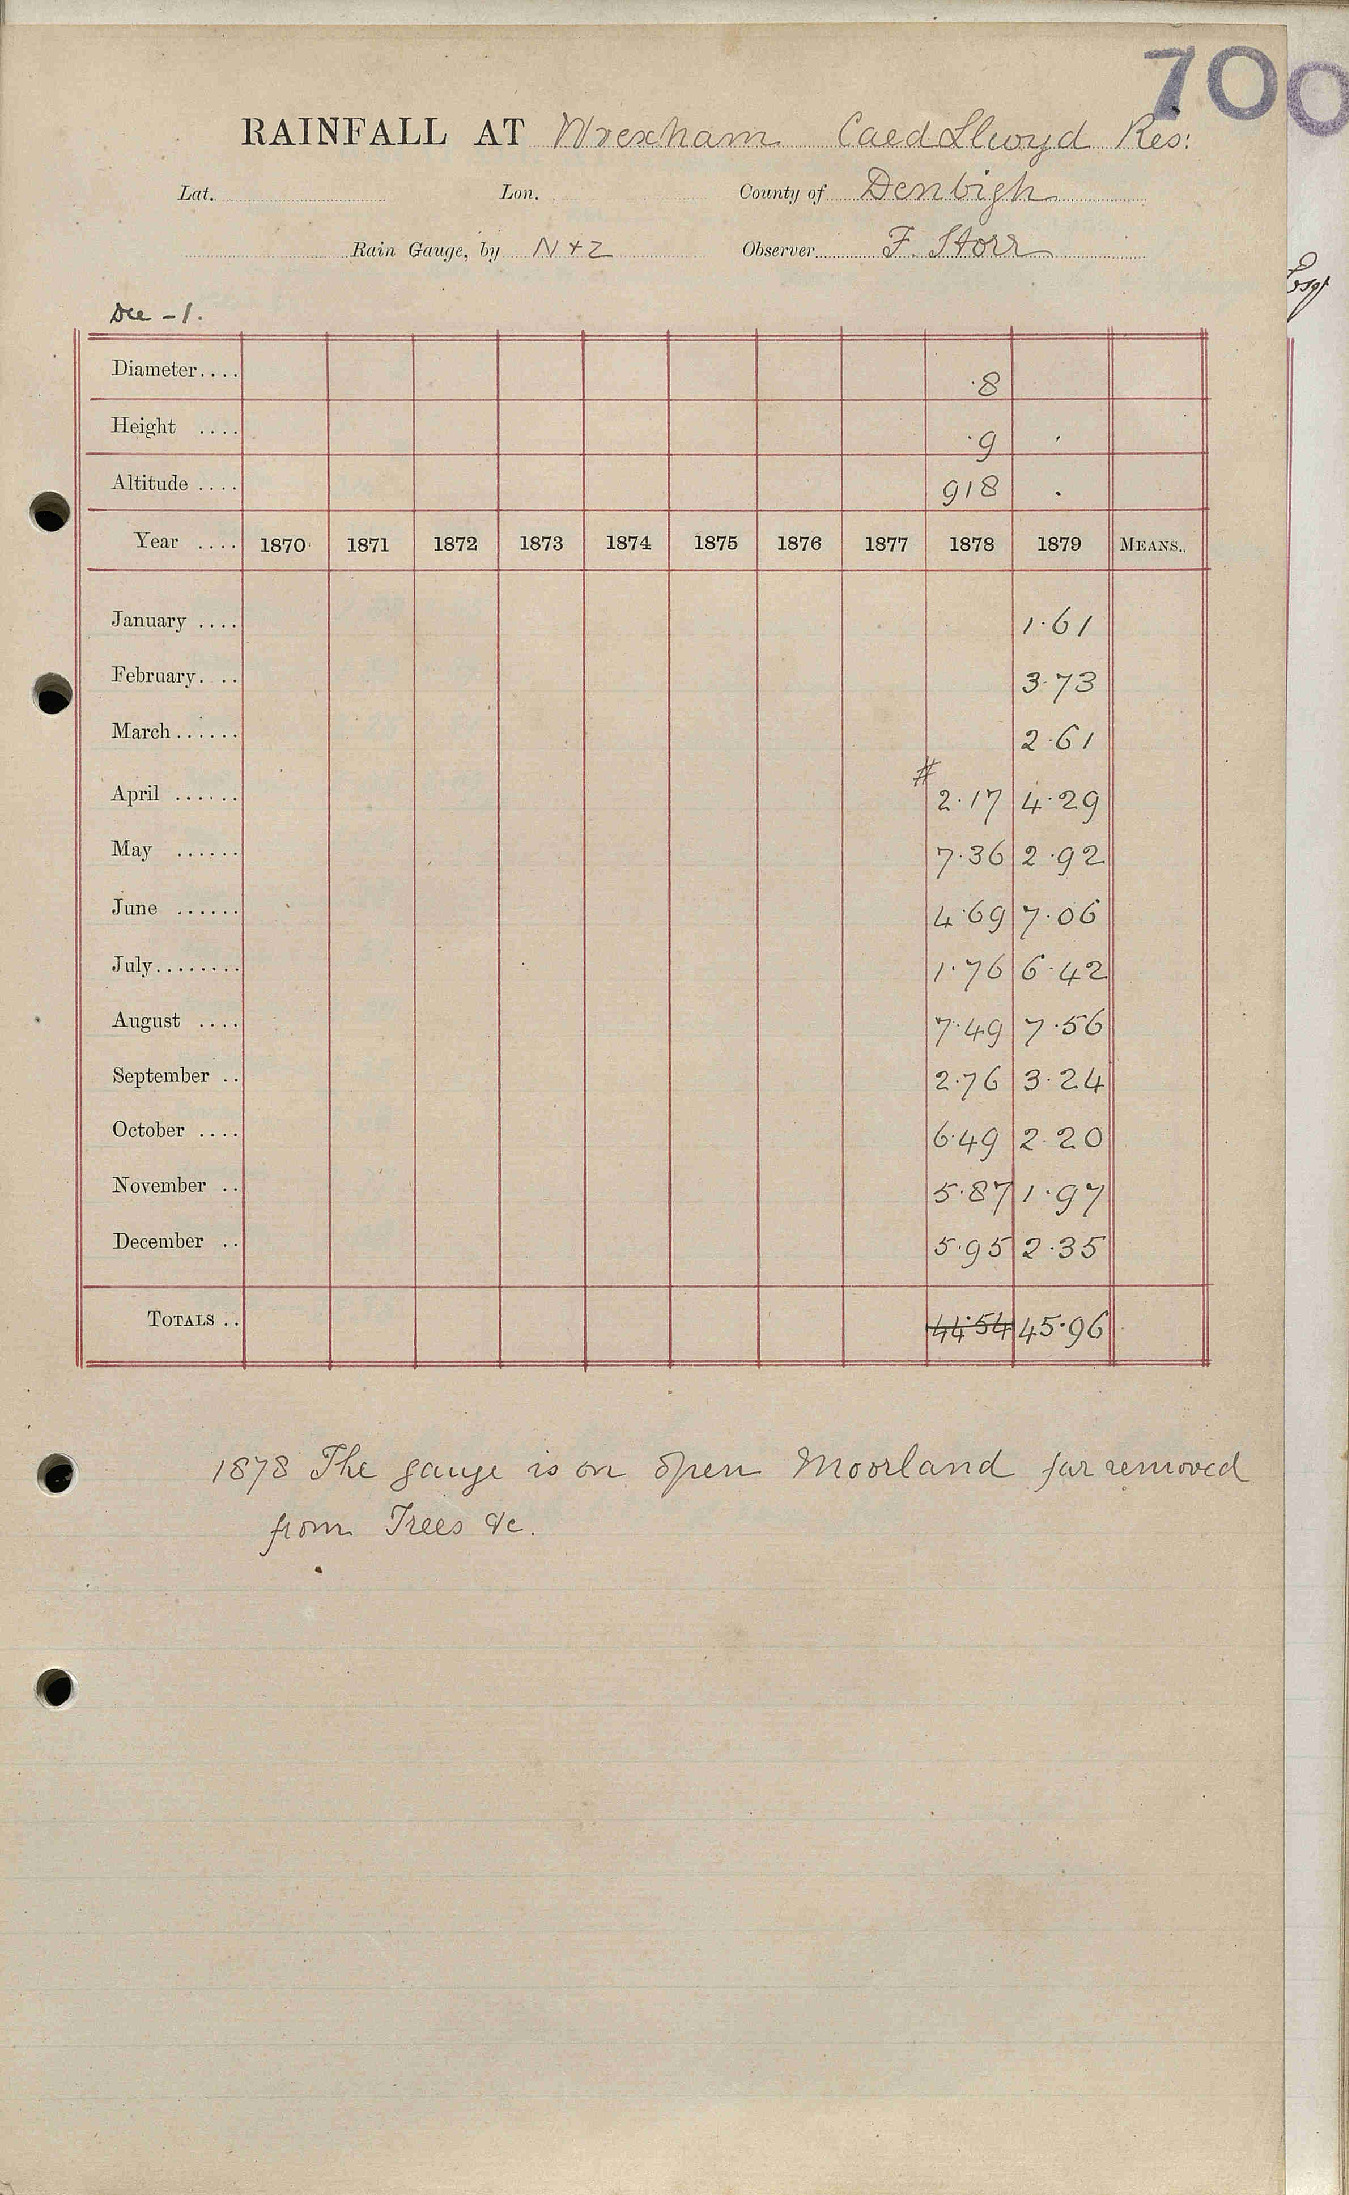 700
RAINFALL AT Wrexham Caed Llwyd Res:
Lat. Lon. County of Denbigh
Rain Gauge, by N + Z Observer F. Storr
Esq
Dee - 1.
Diameter.... ·8
Height .... ·9 ·
Altitude .... 918 .
Year .... 1870 1871 1872 1873 1874 1875 1876 1877 1878 1879 MEANS..
January .... 1·61
February. .. 3·73
March...... 2·61
#
April ...... 2·17 4·29
May ...... 7·36 2·92
June ...... 4·69 7·06
July........ 1·76 6·42
August .... 7·49 7·56
September .. 2·76 3·24
October .... 6·49 2·20
November .. 5·87 1·97
December .. 5·95 2·35
TOTALS .. 44·54 45·96
1878 The gauge is on open Moorland far removed
from Trees &c.